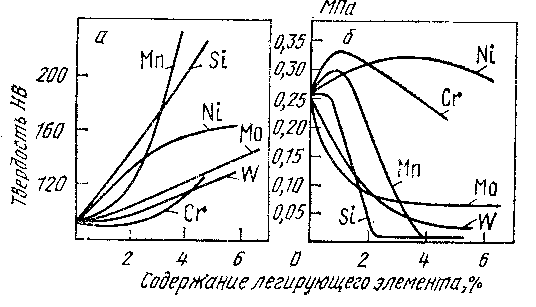 МПа
а
б
Твердость НВ
200
160
120
Mn
Si
Ni
Mo
W
Cr
0,35
0,30
0,25
0,20
0,15
0,10
0,05
Ni
Cr
Mn
Mo
W
Si
0 2 4 6 0 2 4 6
Содержание легирующего элемента,%